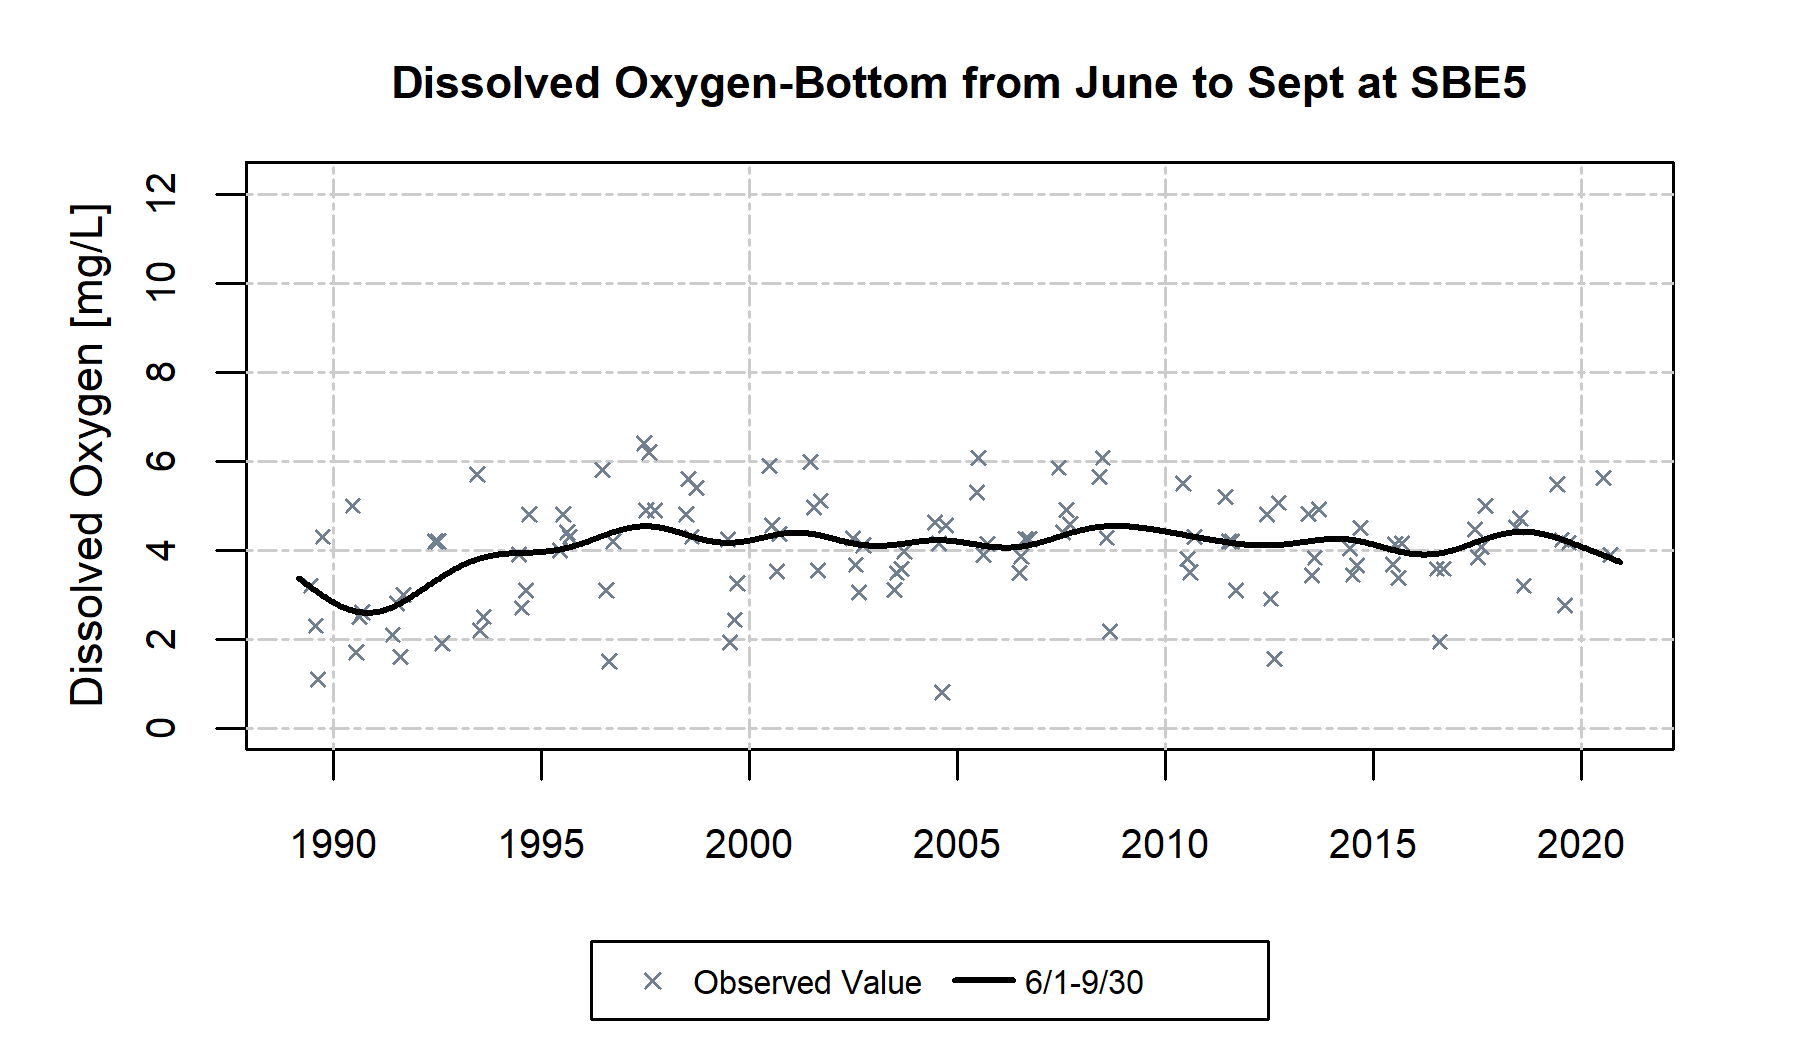 Dissolved Oxygen-Bottom from June to Sept at SBE5
Dissolved Oxygen [mg/L]
12
10
8
6
4
2
0
1990 1995 2000 2005 2010 2015 2020
Observed Value 6/1-9/30